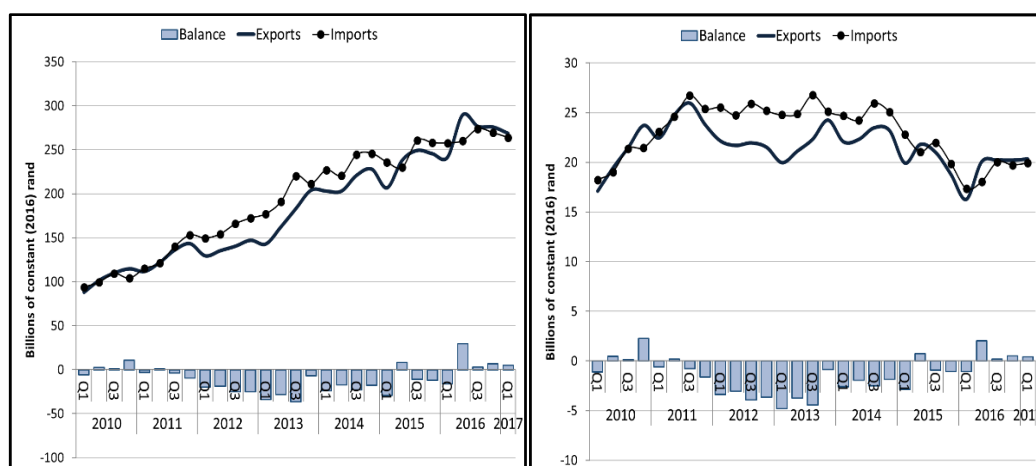 Balance Exports Imports
Billions of constant (2016) rand
350
300
250
200
150
100
50
0
-50
-100
Q1 Q3 Q1 Q3 Q1 Q3 Q1 Q3 Q1 Q3 Q1 Q3 Q1 Q3 Q1
2010 2011 2012 2013 2014 2015 2016 2017
Balance Exports Imports
Billions of constant (2016) rand
30
25
20
15
10
5
0
-5
-10
Q1 Q3 Q1 Q3 Q1 Q3 Q1 Q3 Q1 Q3 Q1 Q3 Q1 Q3 Q1
2010 2011 2012 2013 2014 2015 2016 201